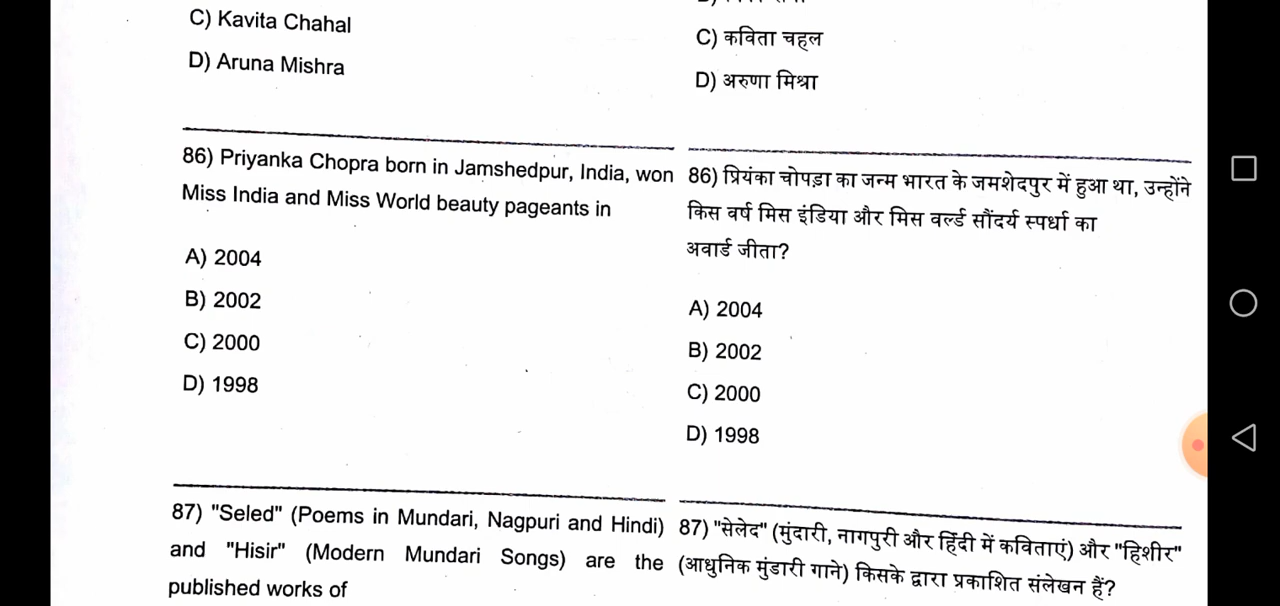 C) Kavita Chahal
D) Aruna Mishra
C) कविता चहल
D) अरुणा मिश्रा
86) Priyanka Chopra born in Jamshedpur, India, won
Miss India and Miss World beauty pageants in
A) 2004
B) 2002
C) 2000
D) 1998
86) प्रियंका चोपड़ा का जन्म भारत के जमशेदपुर में हुआ था, उन्होंने
किस वर्ष मिस इंडिया और मिस वर्ल्ड सौंदर्य स्पर्धा का
अवार्ड जीता?
A) 2004
B) 2002
C) 2000
D) 1998
87) "Seled" (Poems in Mundari, Nagpuri and Hindi)
and "Hisir" (Modern Mundari Songs) are the
published works of
87) "सेलेद" (मुंदारी, नागपुरी और हिंदी में कविताएं) और "हिशीर"
(आधुनिक मुंडारी गाने) किसके द्वारा प्रकाशित संलेखन हैं?